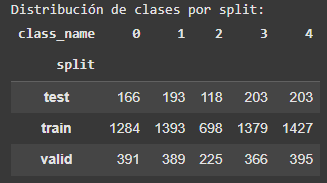 Distribución de clases por split:
class_name 0 1 2 3 4
split
test 166 193 118 203 203
train 1284 1393 698 1379 1427
valid 391 389 225 366 395